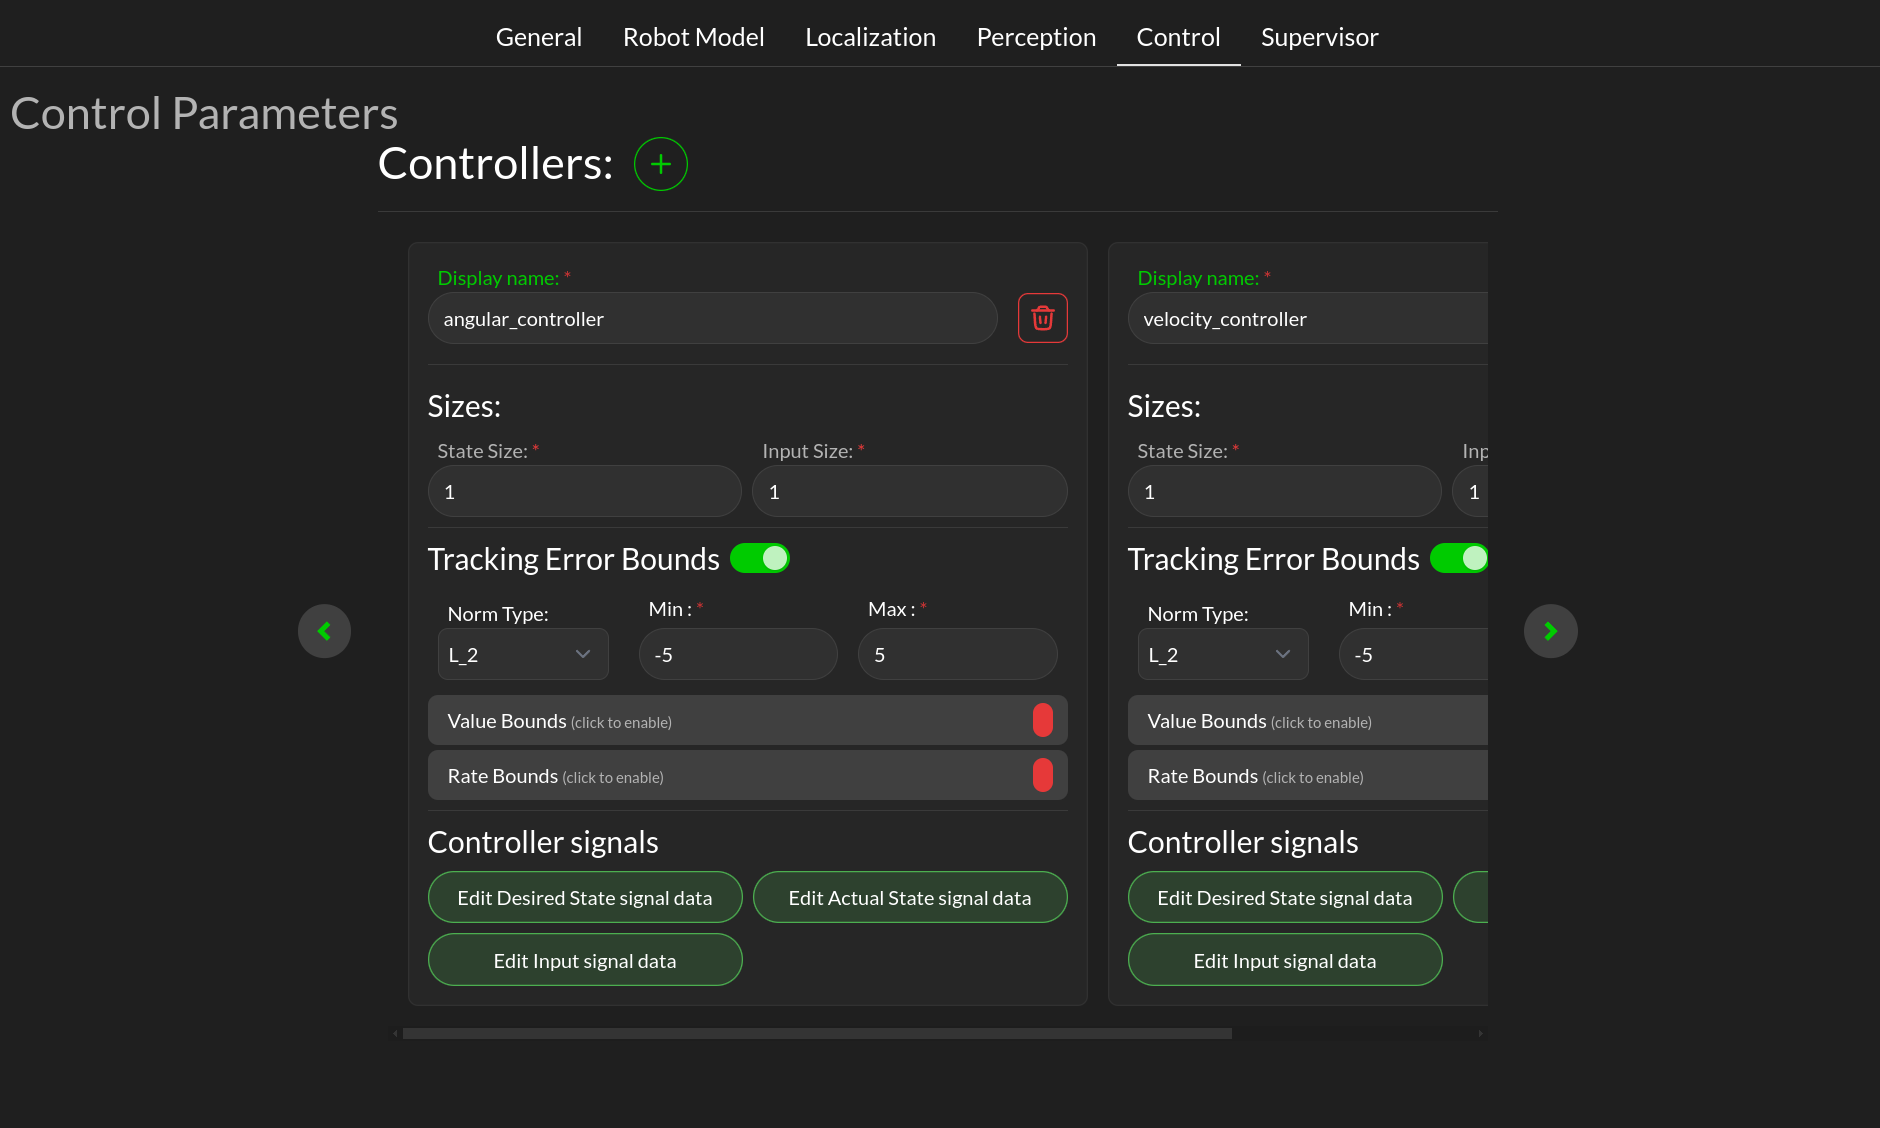 General Robot Model Localization Perception Control Supervisor
Control Parameters
Controllers:
Display name: *
angular_controller
Sizes:
State Size: * Input Size: *
1 1
Tracking Error Bounds
Norm Type: Min : * Max : *
L_2 -5 5
Value Bounds (click to enable)
Rate Bounds (click to enable)
Controller signals
Edit Desired State signal data Edit Actual State signal data
Edit Input signal data
Display name: *
velocity_controller
Sizes:
State Size: * Inp
1 1
Tracking Error Bounds
Norm Type: Min : *
L_2 -5
Value Bounds (click to enable)
Rate Bounds (click to enable)
Controller signals
Edit Desired State signal data
Edit Input signal data